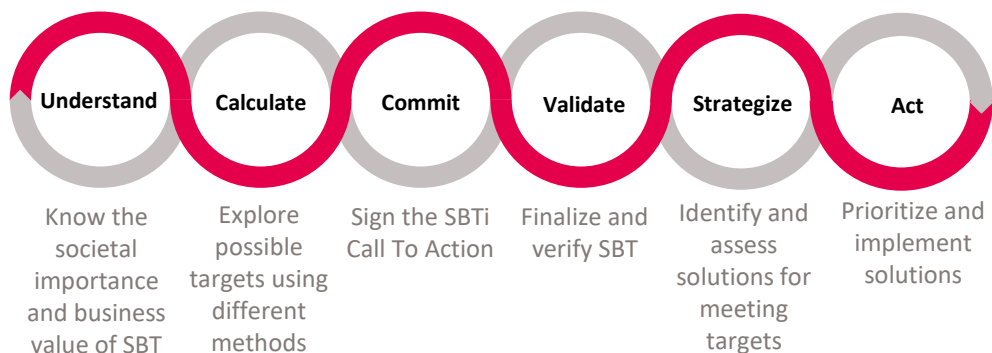 Understand
Calculate
Commit
Validate
Strategize
Act
Know the
societal
importance
and business
value of SBT
Explore
possible
targets using
different
methods
Sign the SBTi
Call To Action
Finalize and
verify SBT
Identify and
assess
solutions for
meeting
targets
Prioritize and
implement
solutions